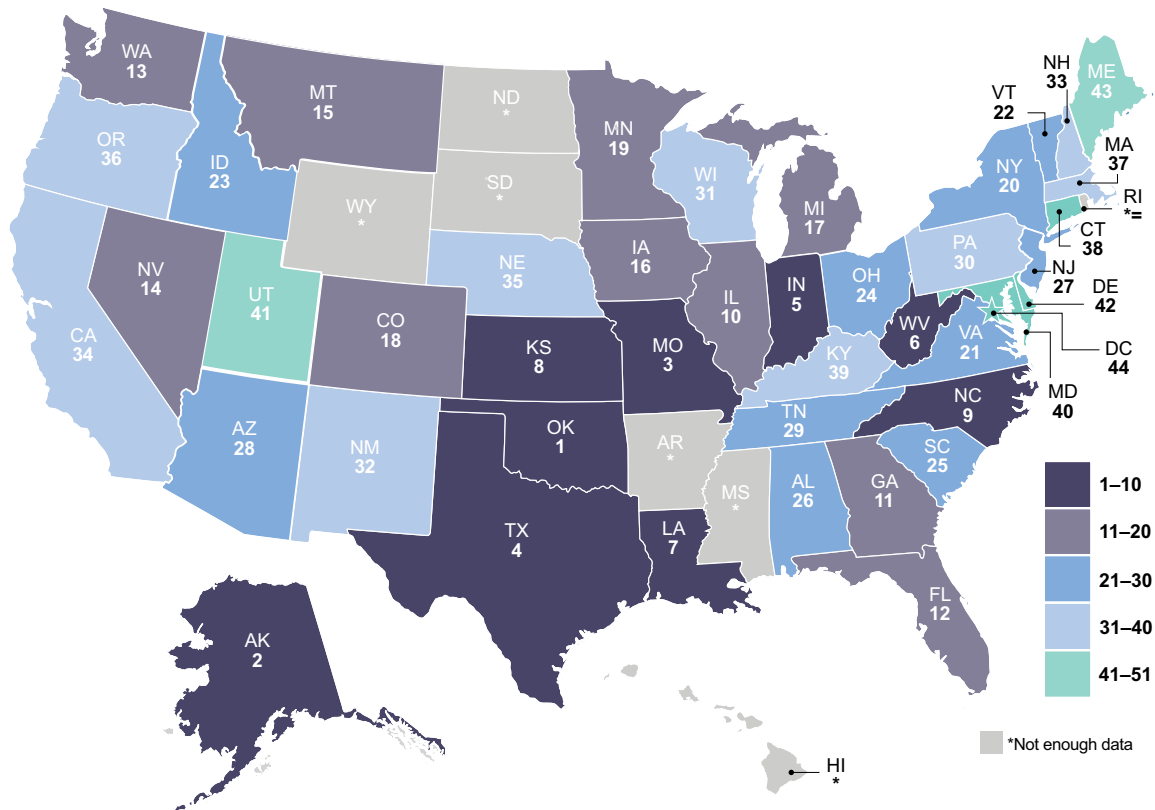 WA
13
MT
15
ND
*
MN
19
OR
36
ID
23
SD
*
WY
*
WI
31
MI
17
NY
20
VT
22
NH
33
ME
43
MA
37
RI
*=
CT
38
NV
14
UT
41
CO
18
NE
35
IA
16
IL
10
IN
5
OH
24
PA
30
NJ
27
DE
42
CA
34
KS
8
MO
3
KY
39
WV
6
VA
21
DC
44
MD
40
AZ
28
NM
32
OK
1
AR
*
TN
29
NC
9
SC
25
TX
4
LA
7
MS
*
AL
26
GA
11
FL
12
AK
2
HI
*
1–10
11–20
21–30
31–40
41–51
*Not enough data